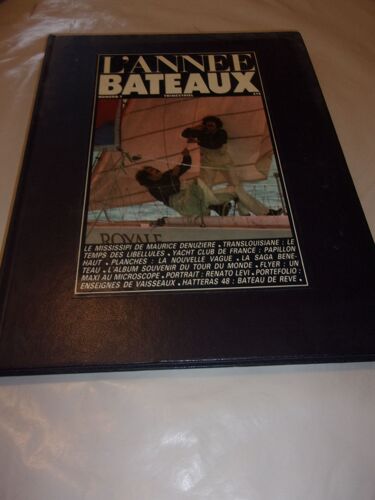 L'ANNÉE
BATEAUX
TRIMESTRIEL
ROYALE
LE MISSISSIPI DE MAURICE DENUZIERE. TRANSLOUISIANE : LE
TEMPS DES LIBELLULES. YACHT CLUB DE FRANCE : PAPILLON
HAUT. PLANCHES : LA NOUVELLE VAGUE. LA SAGA BENE-
TEAU. L'ALBUM SOUVENIR DU TOUR DU MONDE. FLYER : UN
MAXI AU MICROSCOPE. PORTRAIT : RENATO LEVI. PORTEFOLIO :
ENSEIGNES DE VAISSEAUX. HATTERAS 48 : BATEAU DE REVE.